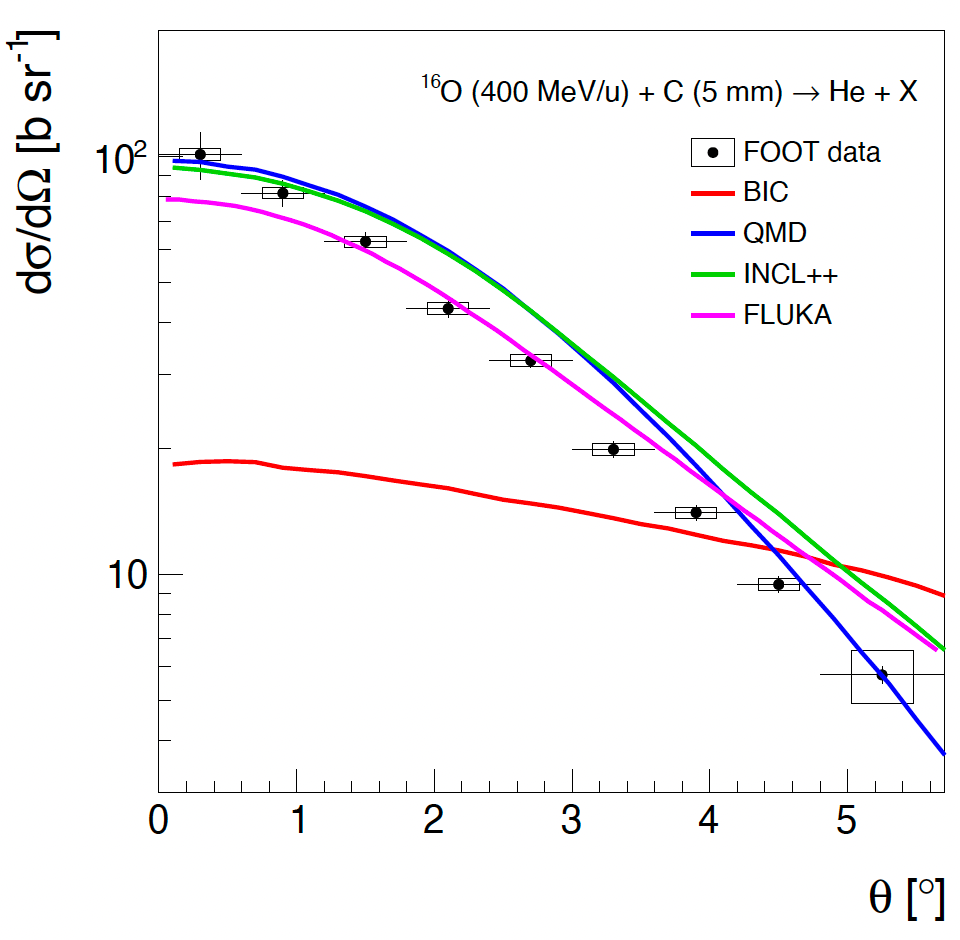 dσ/dΩ [b sr⁻¹]
¹⁶O (400 MeV/u) + C (5 mm) → He + X
FOOT data
BIC
QMD
INCL++
FLUKA
10²
10
0 1 2 3 4 5
θ [°]